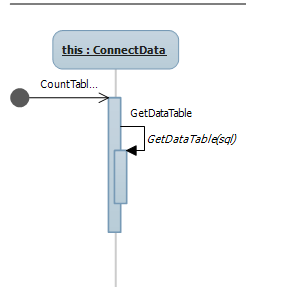 this : ConnectData
CountTabl...
GetDataTable
GetDataTable(sql)